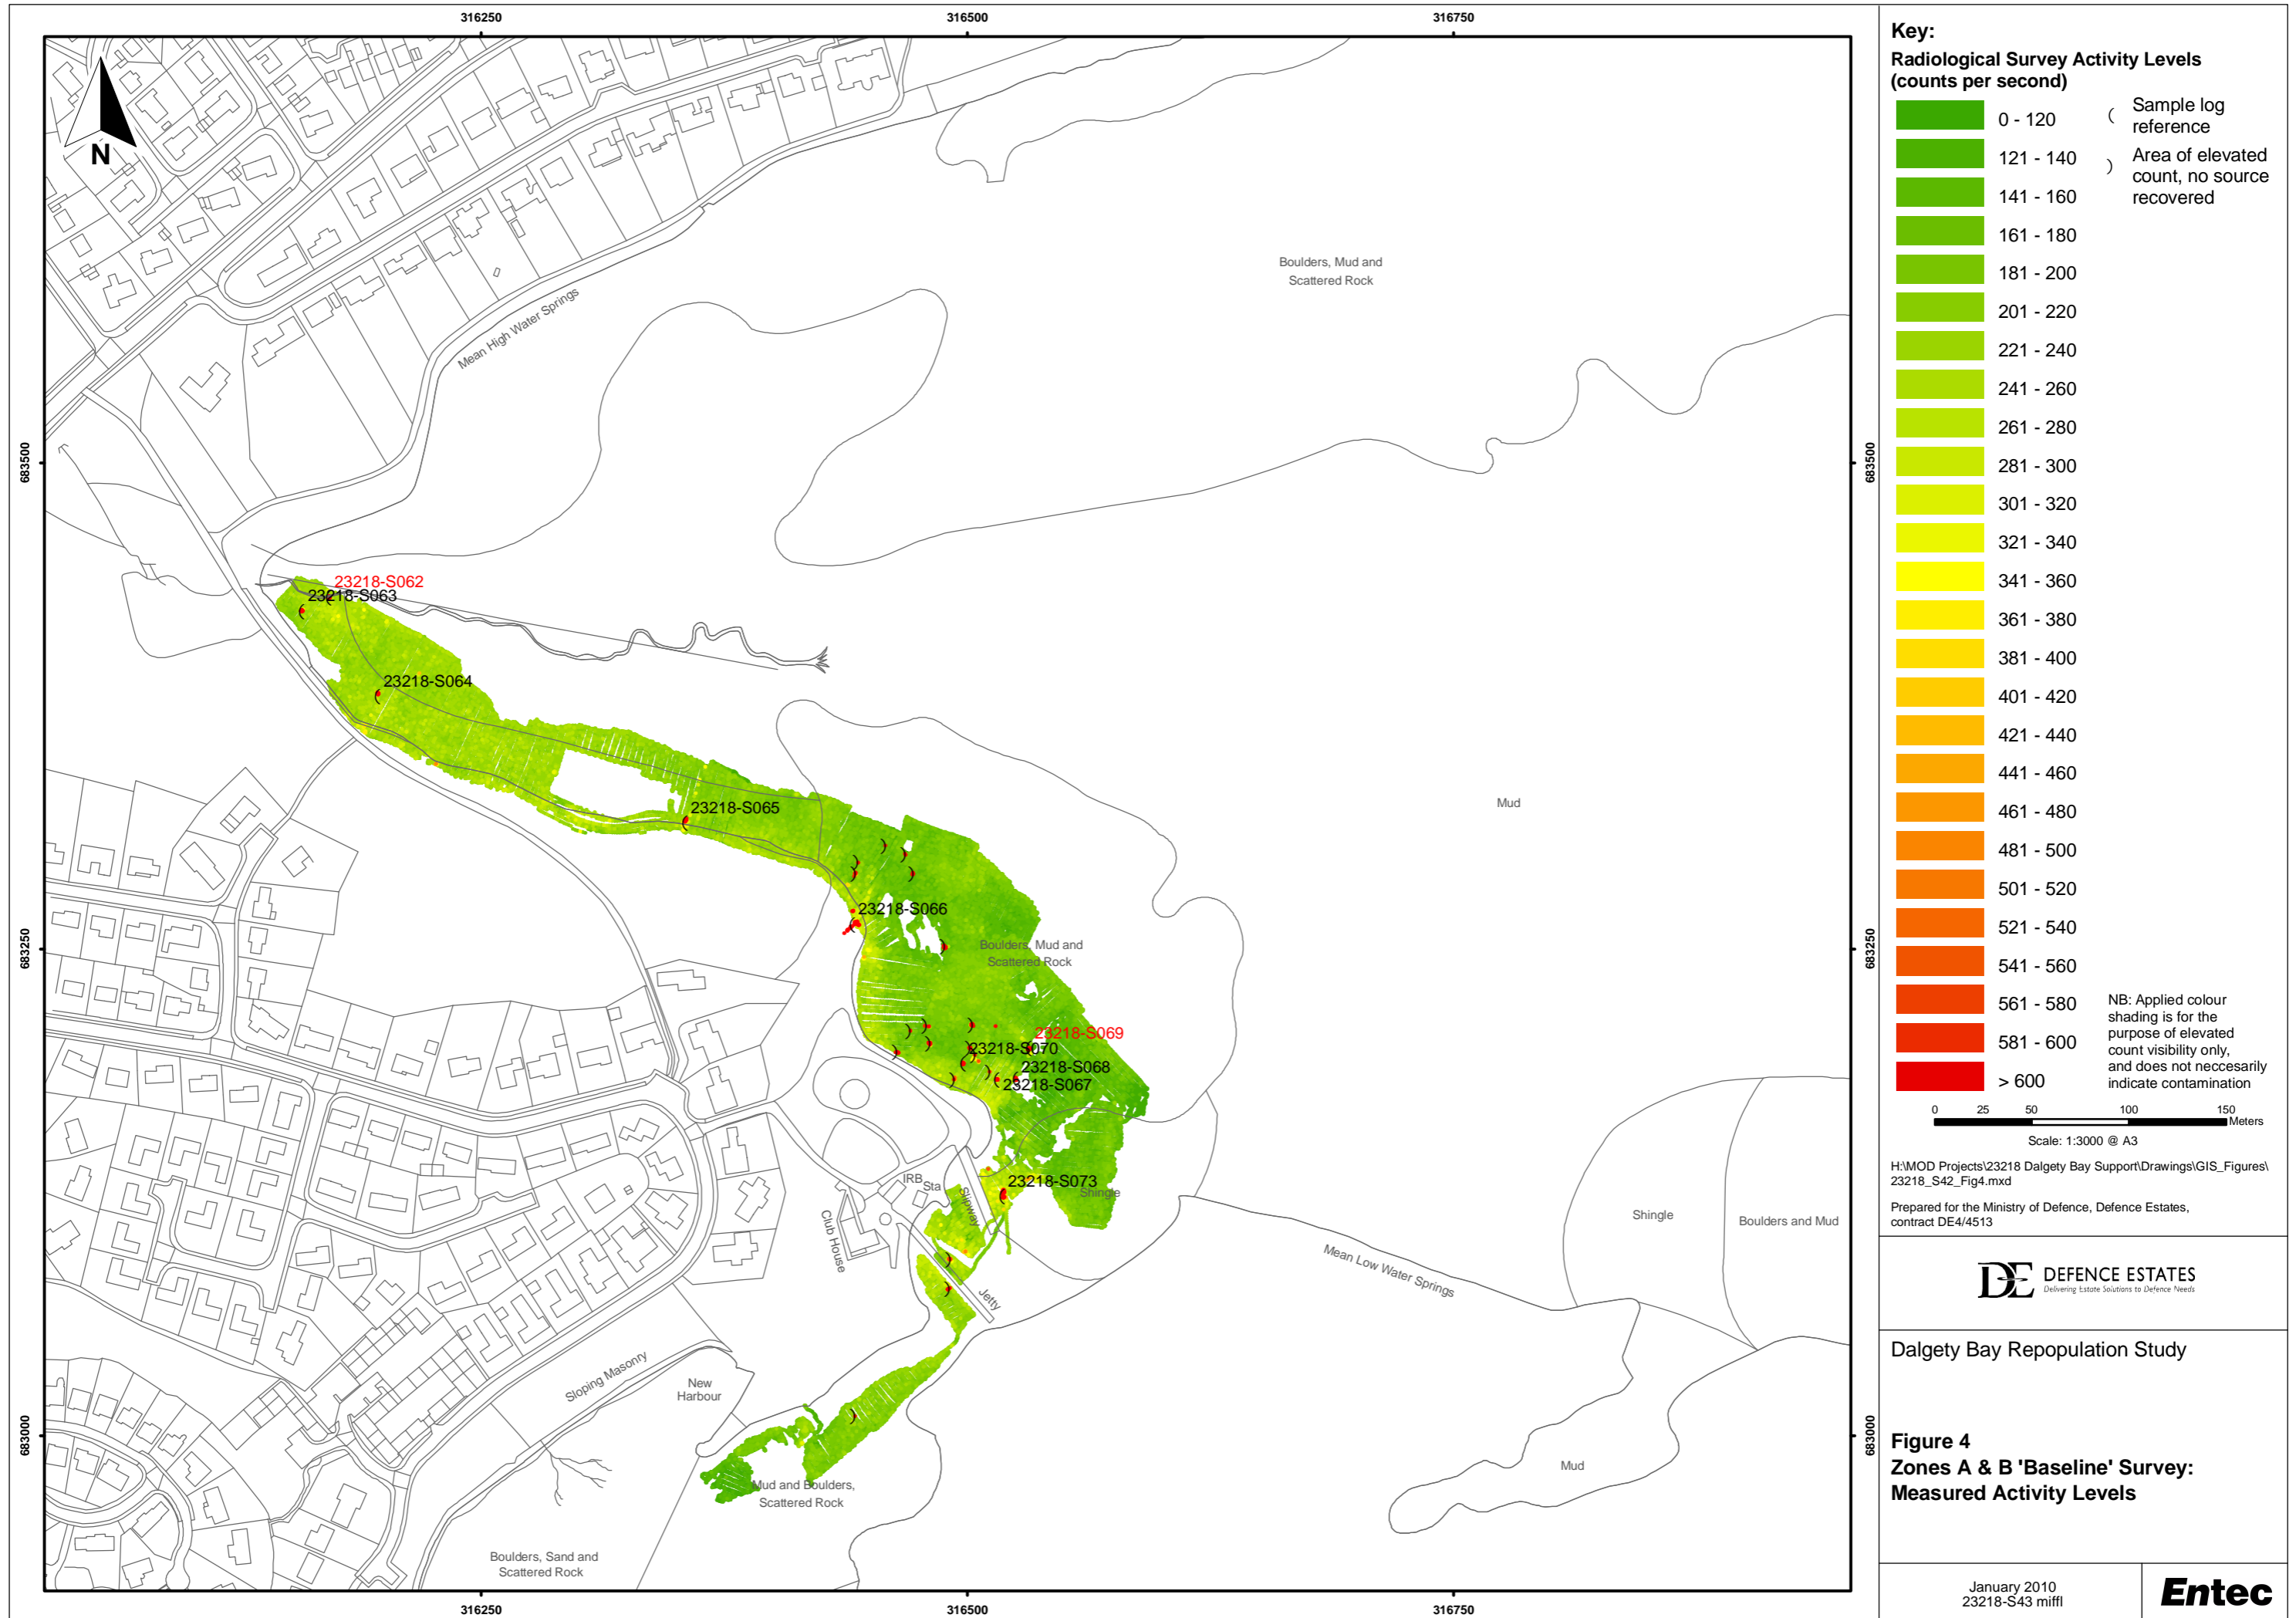 316250
316500
316750
683500
683250
683000
683500
683250
683000
316250
316500
316750
N
Mean High Water Springs
Boulders, Mud and
Scattered Rock
23218-S062
23218-S063
23218-S064
23218-S065
23218-S066
Mud
Boulders, Mud and
Scattered Rock
23218-S069
23218-S070
23218-S068
23218-S067
23218-S073
Shingle
IRB
Sta
Slipway
Club House
Jetty
Mean Low Water Springs
Shingle
Boulders and Mud
Sloping Masonry
New
Harbour
Mud and Boulders,
Scattered Rock
Mud
Boulders, Sand and
Scattered Rock
Key:
Radiological Survey Activity Levels
(counts per second)
0 - 120
121 - 140
141 - 160
161 - 180
181 - 200
201 - 220
221 - 240
241 - 260
261 - 280
281 - 300
301 - 320
321 - 340
341 - 360
361 - 380
381 - 400
401 - 420
421 - 440
441 - 460
461 - 480
481 - 500
501 - 520
521 - 540
541 - 560
561 - 580
581 - 600
> 600
( Sample log
reference
) Area of elevated
count, no source
recovered
NB: Applied colour
shading is for the
purpose of elevated
count visibility only,
and does not neccesarily
indicate contamination
0 25 50 100 150
Meters
Scale: 1:3000 @ A3
H:\MOD Projects\23218 Dalgety Bay Support\Drawings\GIS_Figures\
23218_S42_Fig4.mxd
Prepared for the Ministry of Defence, Defence Estates,
contract DE4/4513
DE DEFENCE ESTATES
Delivering Estate Solutions to Defence Needs
Dalgety Bay Repopulation Study
Figure 4
Zones A & B 'Baseline' Survey:
Measured Activity Levels
January 2010
23218-S43 miffl
Entec